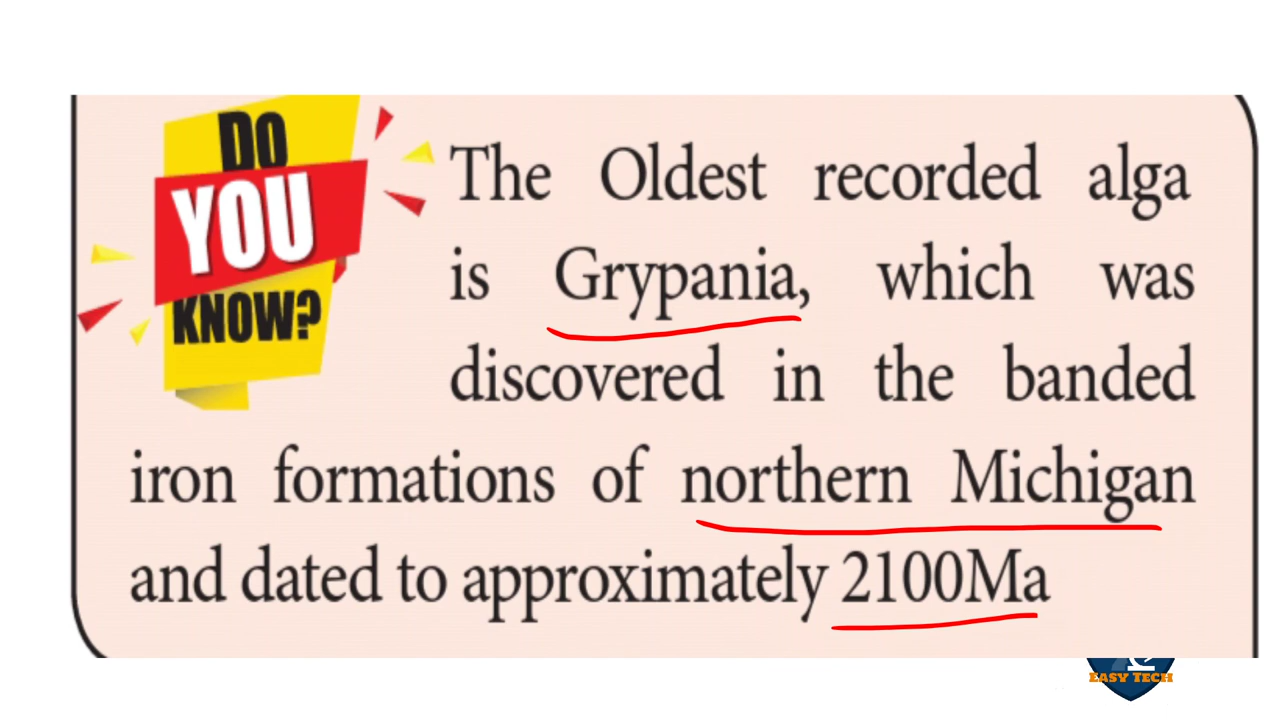 DO
YOU
KNOW?
The Oldest recorded alga
is Grypania, which was
discovered in the banded
iron formations of northern Michigan
and dated to approximately 2100Ma
EASY TECH